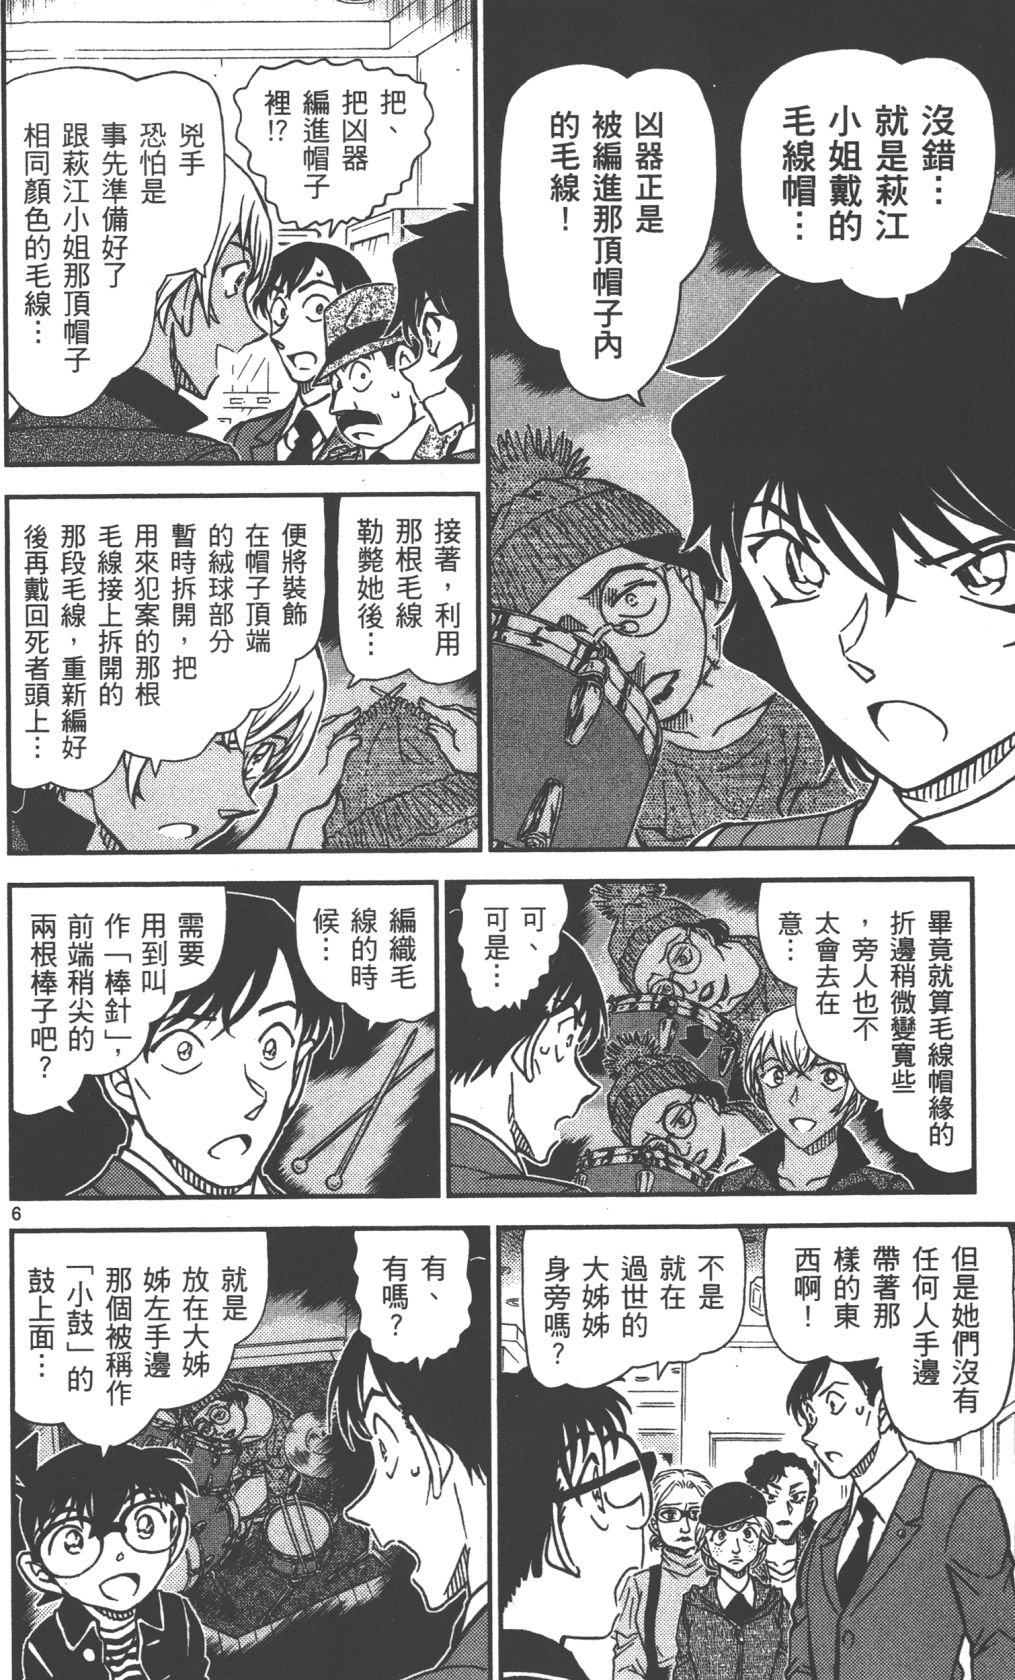 沒錯…
就是萩江
小姐戴的
毛線帽…
凶器正是
被編進那頂帽子內
的毛線！
把、
把凶器
編進帽子
裡!?
兇手
恐怕是
事先準備好了
跟萩江小姐那頂帽子
相同顏色的毛線…
接著，利用
那根毛線
勒斃她後…
便將裝飾
在帽子頂端
的絨球部分
暫時拆開，把
用來犯案的那根
毛線接上拆開的
那段毛線，重新編好
後再戴回死者頭上…
畢竟就算毛線帽緣的
折邊稍微變寬些
，旁人也不
太會去在
意…
可、
可是…
編織毛
線的時
候…
需要
用到叫
作「棒針」，
前端稍尖的
兩根棒子吧？
但是她們沒有
任何人手邊
帶著那
樣的東
西啊！
不是
就在
過世的
大姊姊
身旁嗎？
有、
有嗎？
就是
放在大姊
姊左手邊
那個被稱作
「小鼓」的
鼓上面…
6